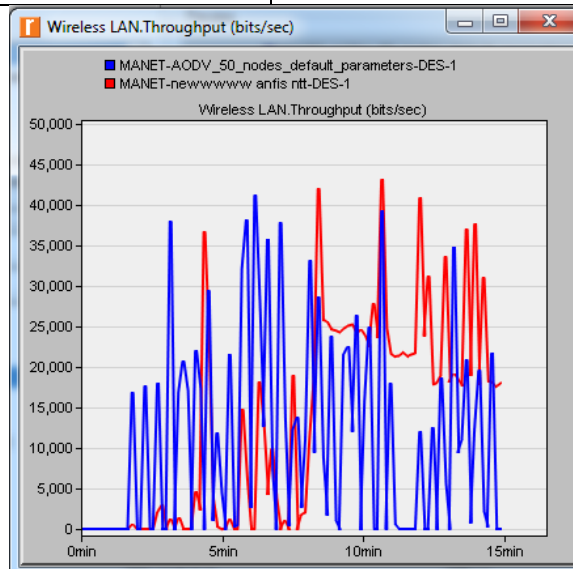 Wireless LAN.Throughput (bits/sec)
MANET-AODV_50_nodes_default_parameters-DES-1
MANET-newwwwww anfis ntt-DES-1
Wireless LAN.Throughput (bits/sec)
50,000
45,000
40,000
35,000
30,000
25,000
20,000
15,000
10,000
5,000
0
0min 5min 10min 15min